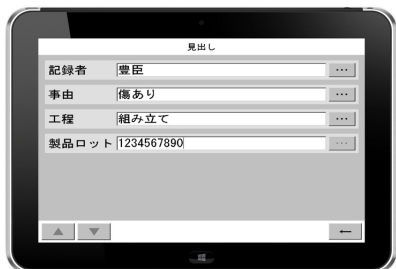 見出し
記録者 豊臣 ...
事由 傷あり ...
工程 組み立て ...
製品ロット 1234567890 ...
▲ ▼ ←